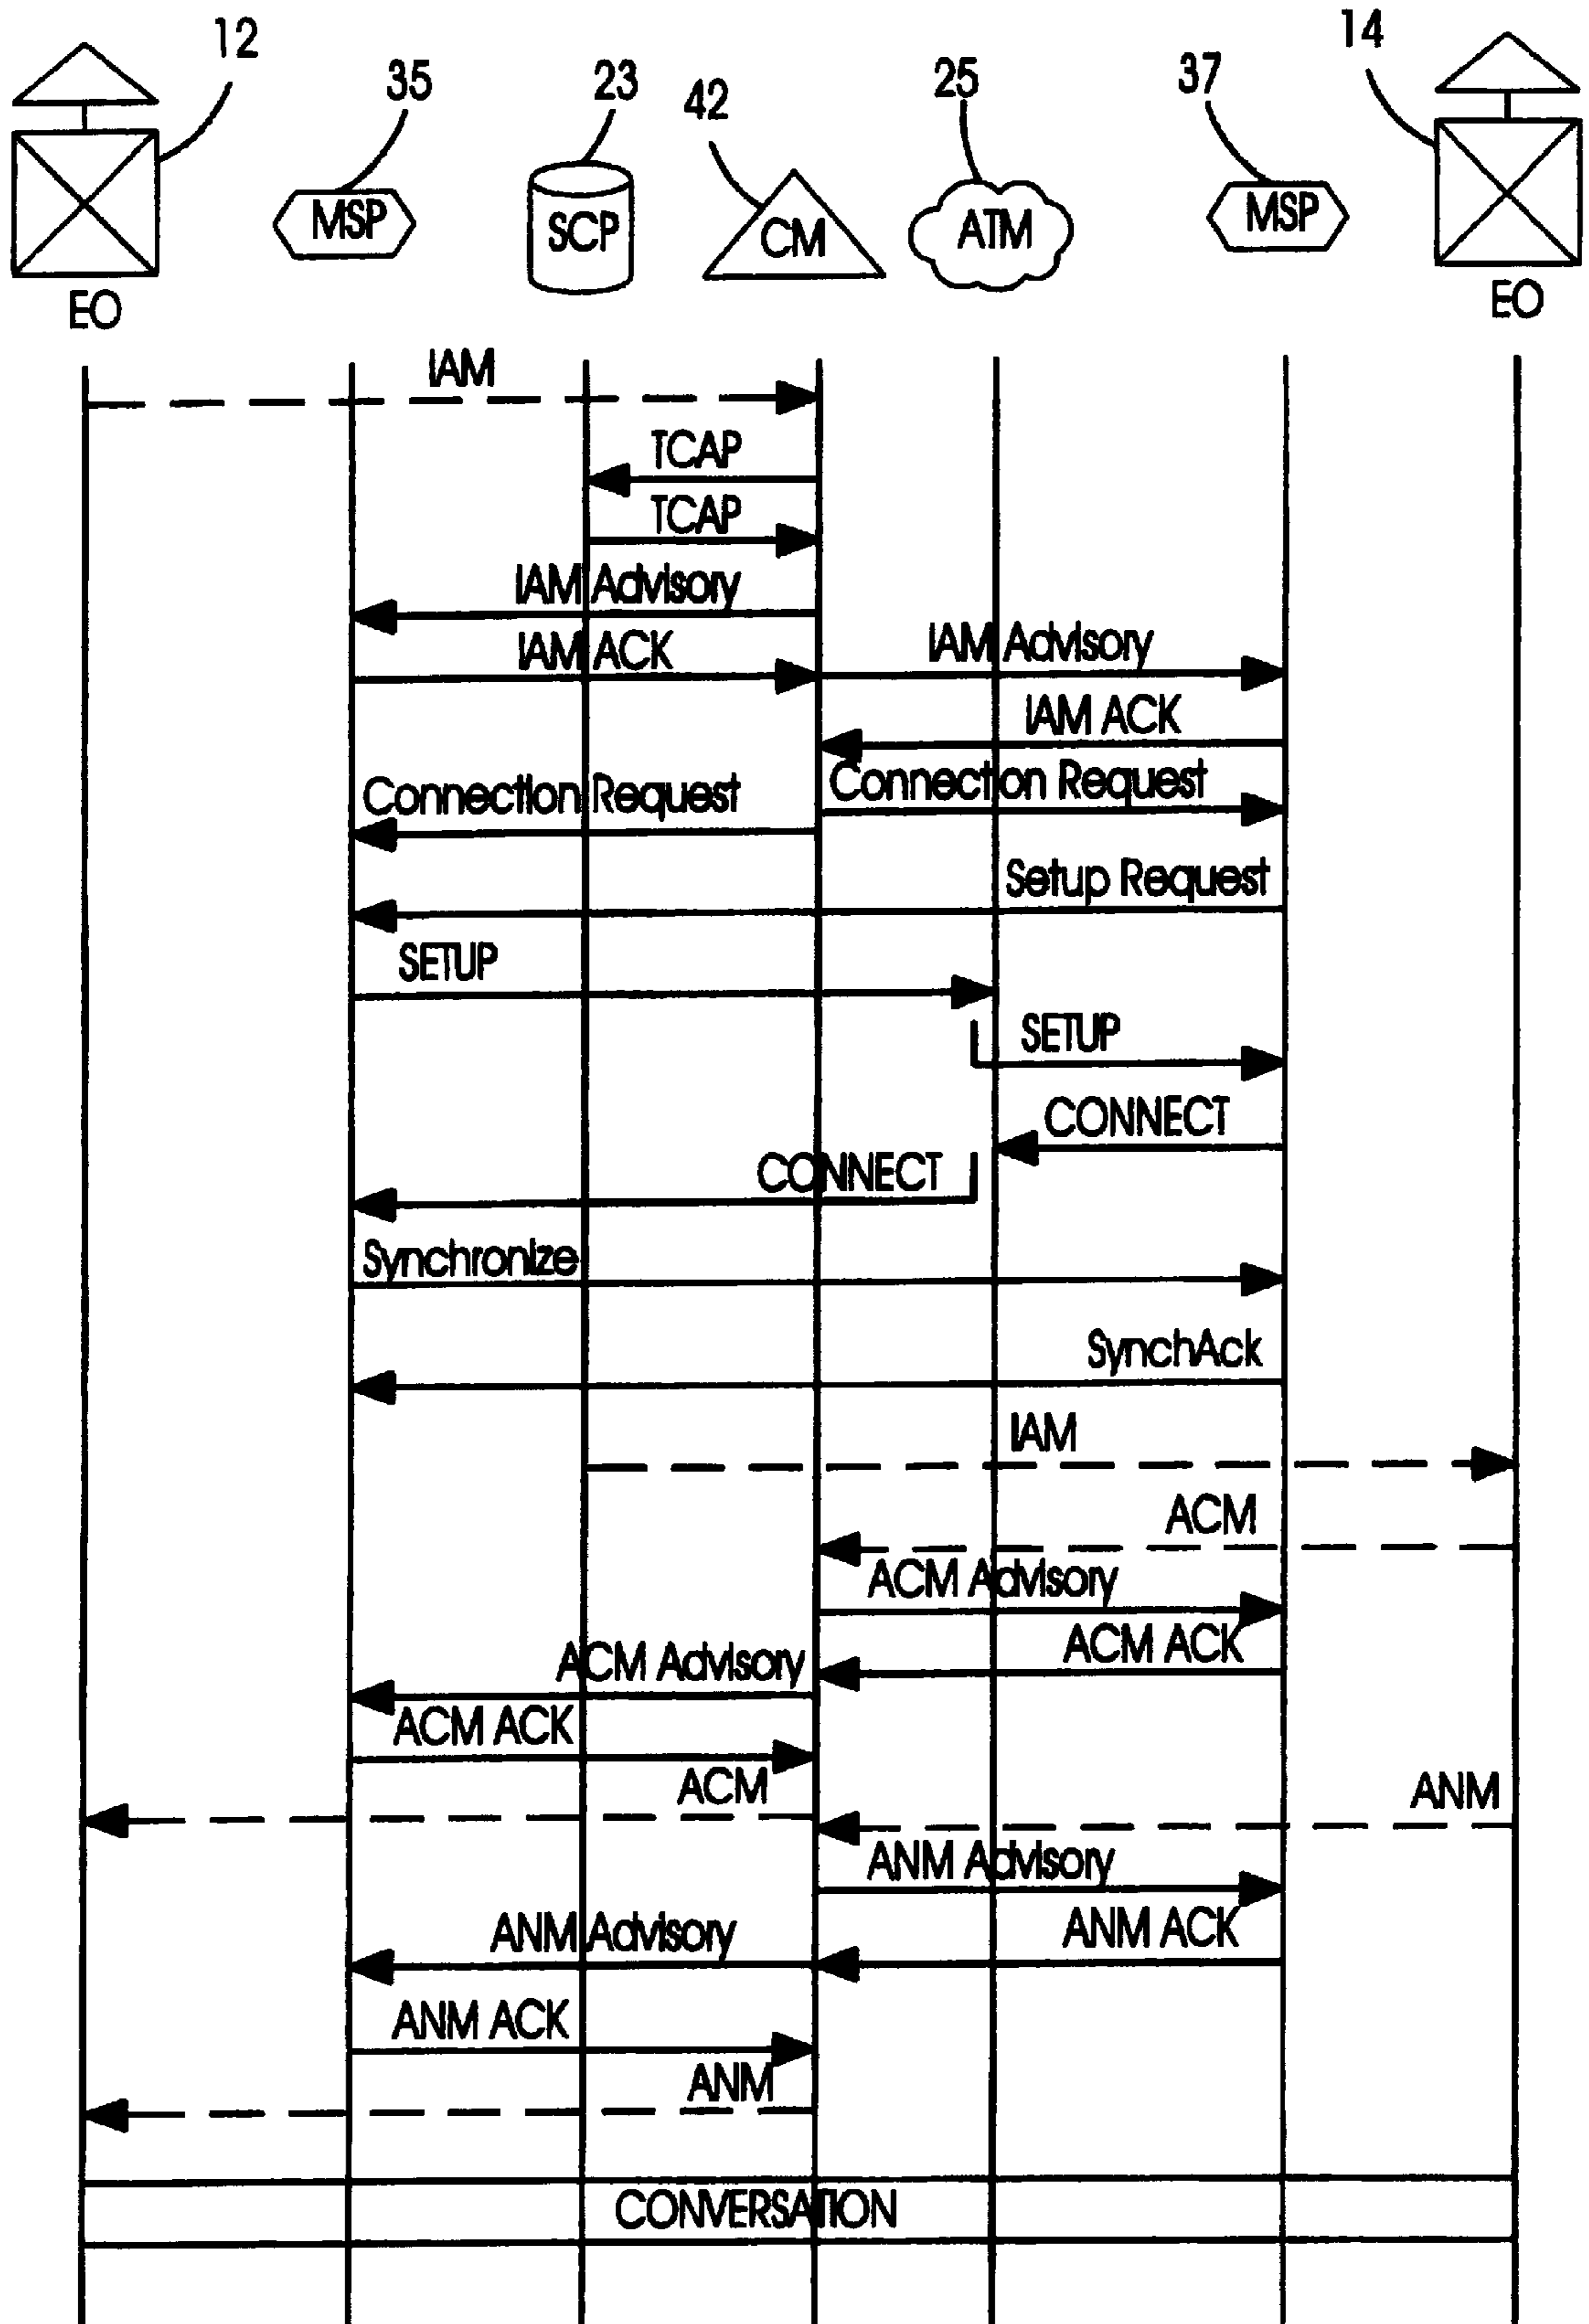 12
14
35
23
42
25
37
MSP
SCP
CM
ATM
MSP
EO
EO
IAM
TCAP
TCAP
IAM Advisory
IAM ACK
IAM Advisory
IAM ACK
Connection Request
Connection Request
Setup Request
SETUP
SETUP
CONNECT
CONNECT
Synchronize
SynchAck
IAM
ACM
ACM Advisory
ACM ACK
ACM Advisory
ACM ACK
ACM
ANM
ANM Advisory
ANM Advisory
ANM ACK
ANM ACK
ANM
CONVERSATION